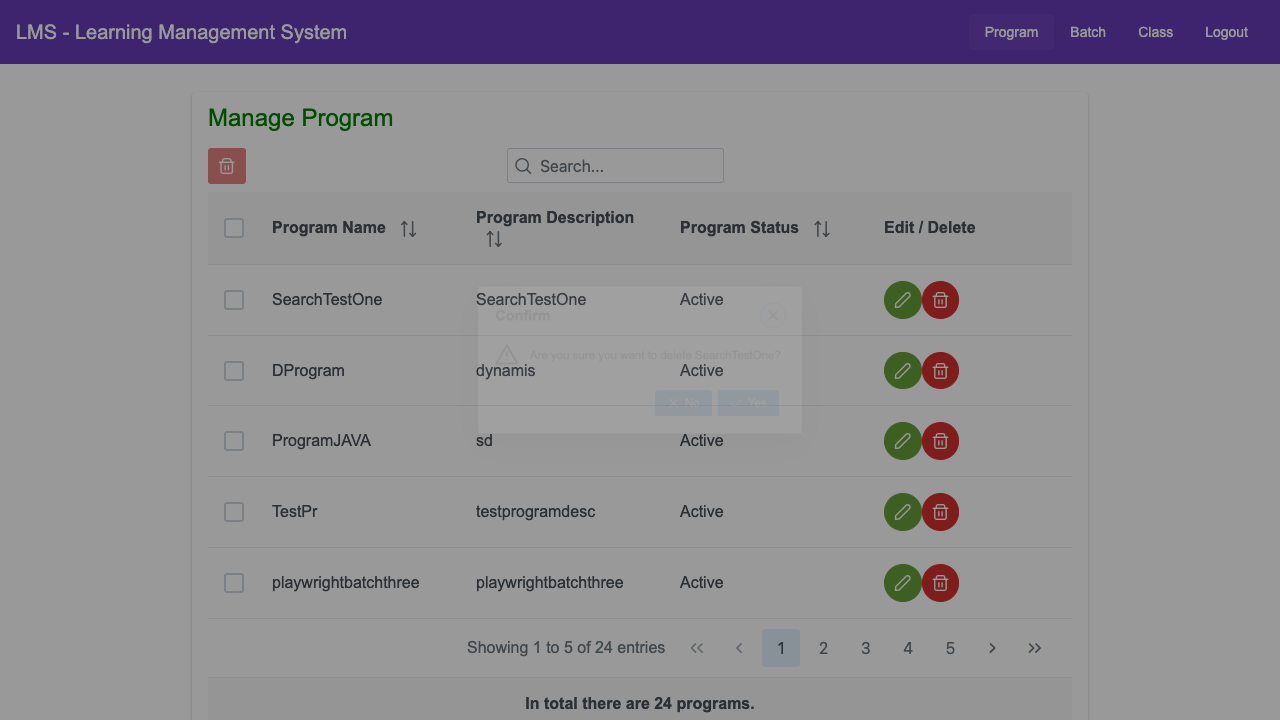 LMS - Learning Management System
Program Batch Class Logout
Manage Program
Search...
Program Name Program Description Program Status Edit / Delete
SearchTestOne SearchTestOne Active
Confirm
Are you sure you want to delete SearchTestOne?
DProgram dynamis Active
No Yes
ProgramJAVA sd Active
TestPr testprogramdesc Active
playwrightbatchthree playwrightbatchthree Active
Showing 1 to 5 of 24 entries 1 2 3 4 5
In total there are 24 programs.